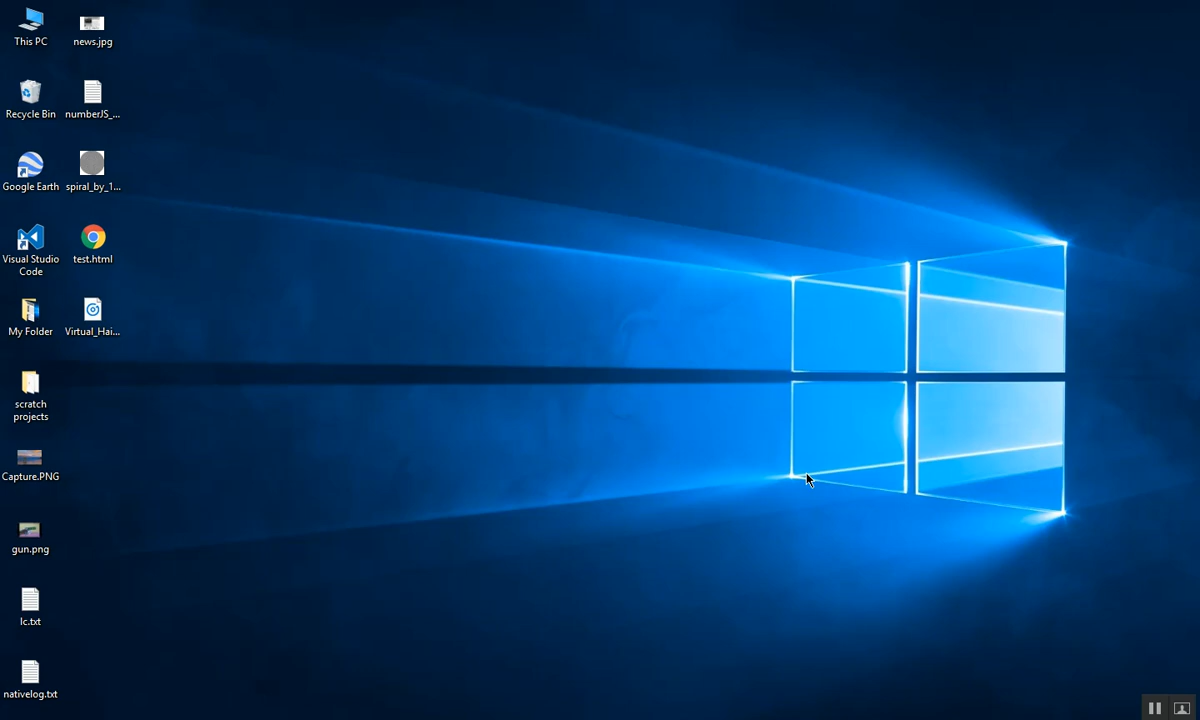 This PC
Recycle Bin
Google Earth
Visual Studio
Code
My Folder
scratch
projects
Capture.PNG
gun.png
lc.txt
nativelog.txt
news.jpg
numberJS_...
spiral_by_1...
test.html
Virtual_Hai...